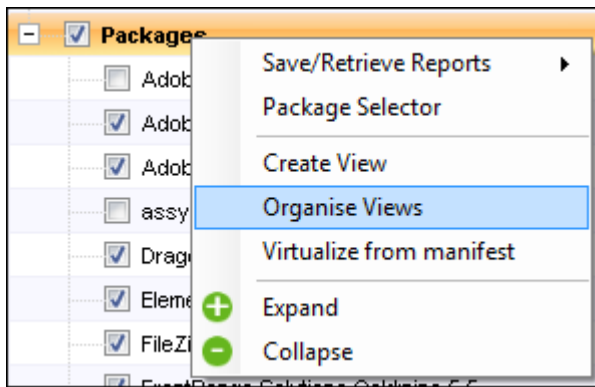 Packages
Save/Retrieve Reports
Adob
Package Selector
Adob
Adob
Create View
assy
Organise Views
Drag
Virtualize from manifest
Eleme
Expand
FileZi
Collapse